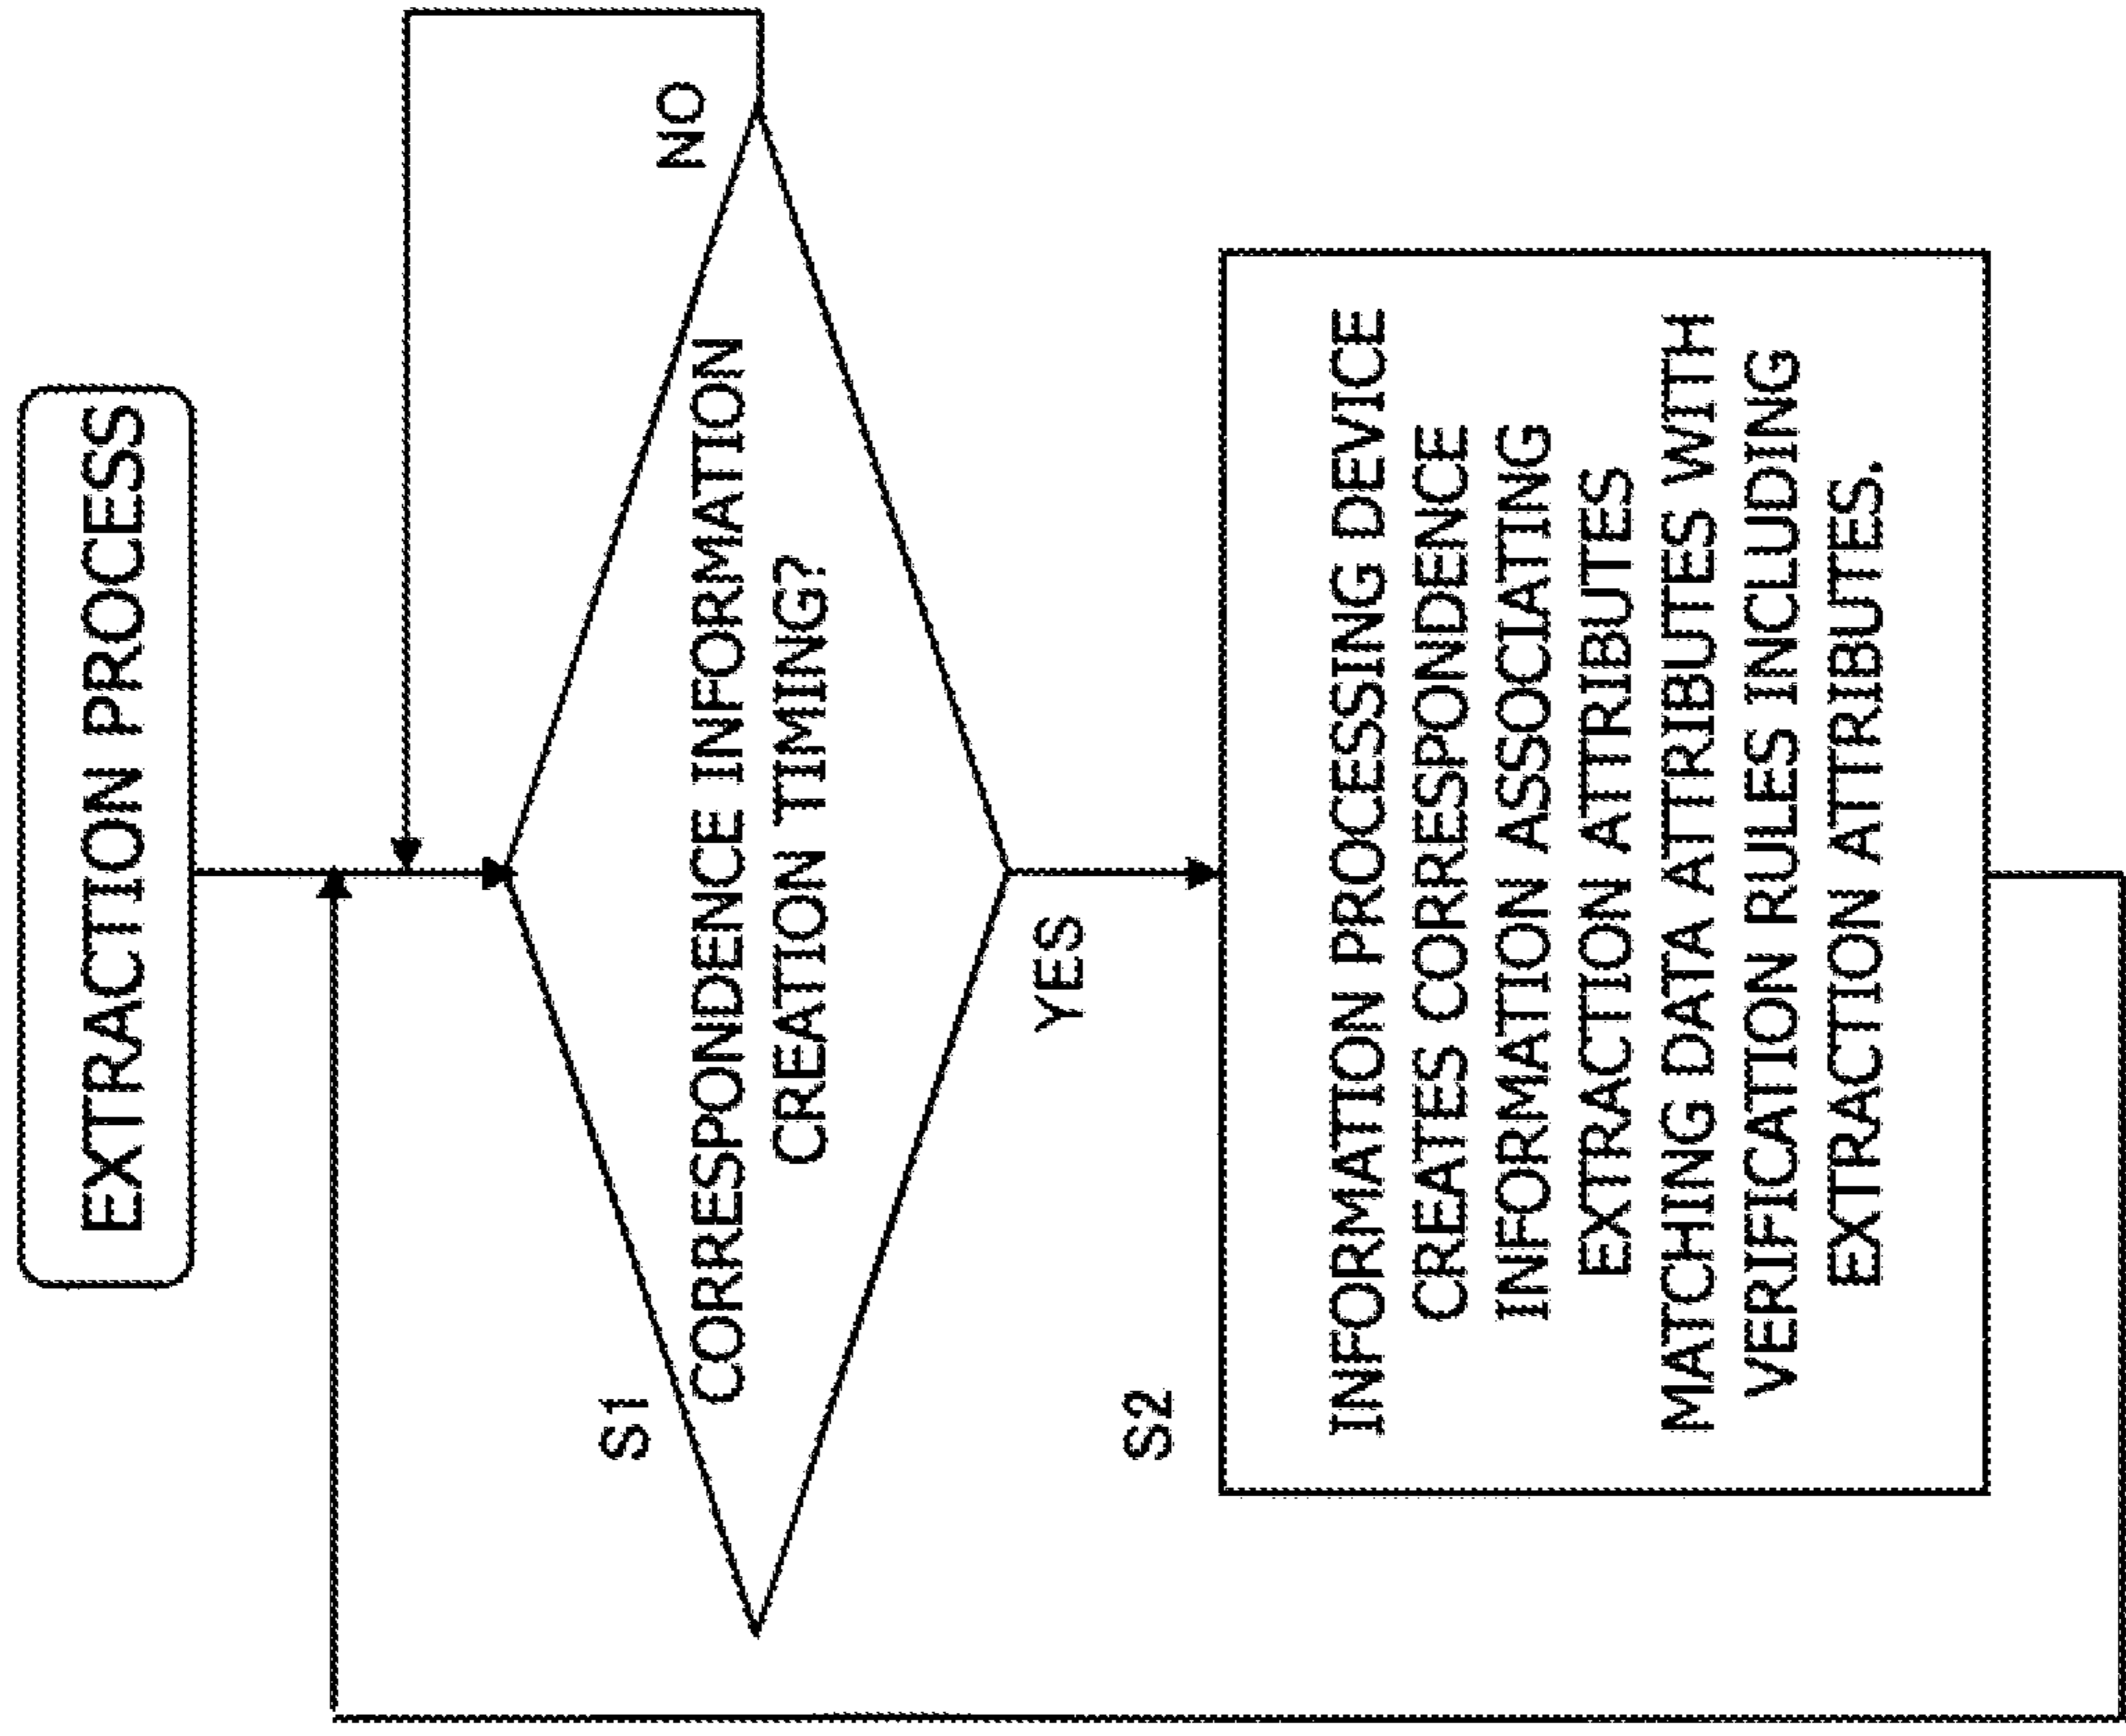 EXTRACTION PROCESS
S1
NO
CORRESPONDENCE INFORMATION
CREATION TIMING?
YES
S2
INFORMATION PROCESSING DEVICE
CREATES CORRESPONDENCE
INFORMATION ASSOCIATING
EXTRACTION ATTRIBUTES
MATCHING DATA ATTRIBUTES WITH
VERIFICATION RULES INCLUDING
EXTRACTION ATTRIBUTES.